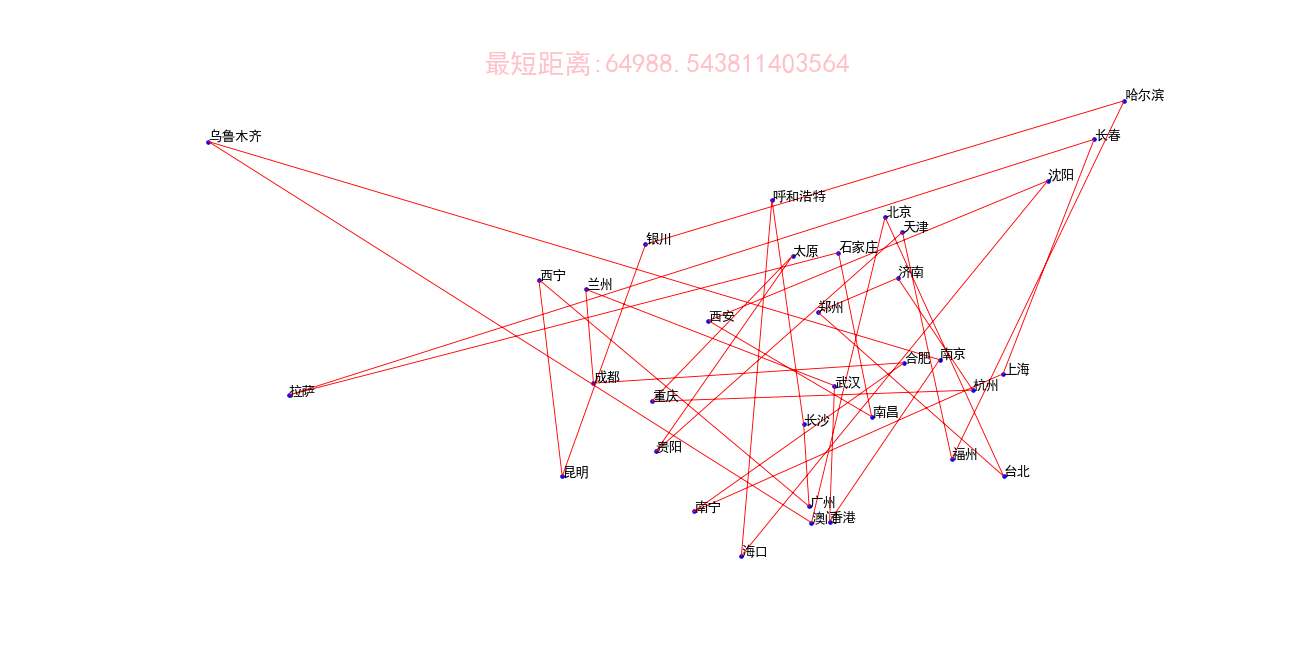 最短距离:64988.543811403564
哈尔滨
乌鲁木齐
长春
沈阳
呼和浩特
北京
天津
银川
太原
石家庄
西宁
兰州
济南
西安
郑州
合肥
南京
上海
拉萨
成都
重庆
武汉
杭州
长沙
南昌
贵阳
福州
昆明
台北
南宁
广州
澳门
香港
海口